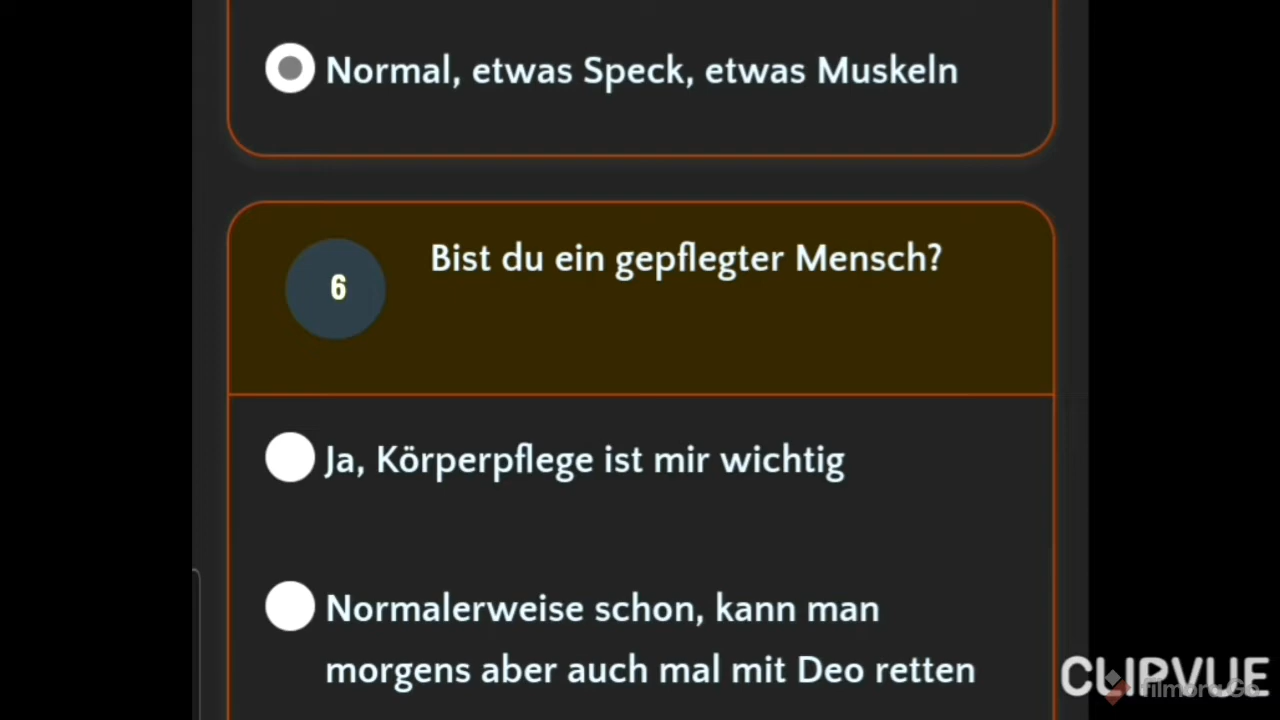 Normal, etwas Speck, etwas Muskeln
6
Bist du ein gepflegter Mensch?
Ja, Körperpflege ist mir wichtig
Normalerweise schon, kann man
morgens aber auch mal mit Deo retten
CLIPVUE
filmoraGo